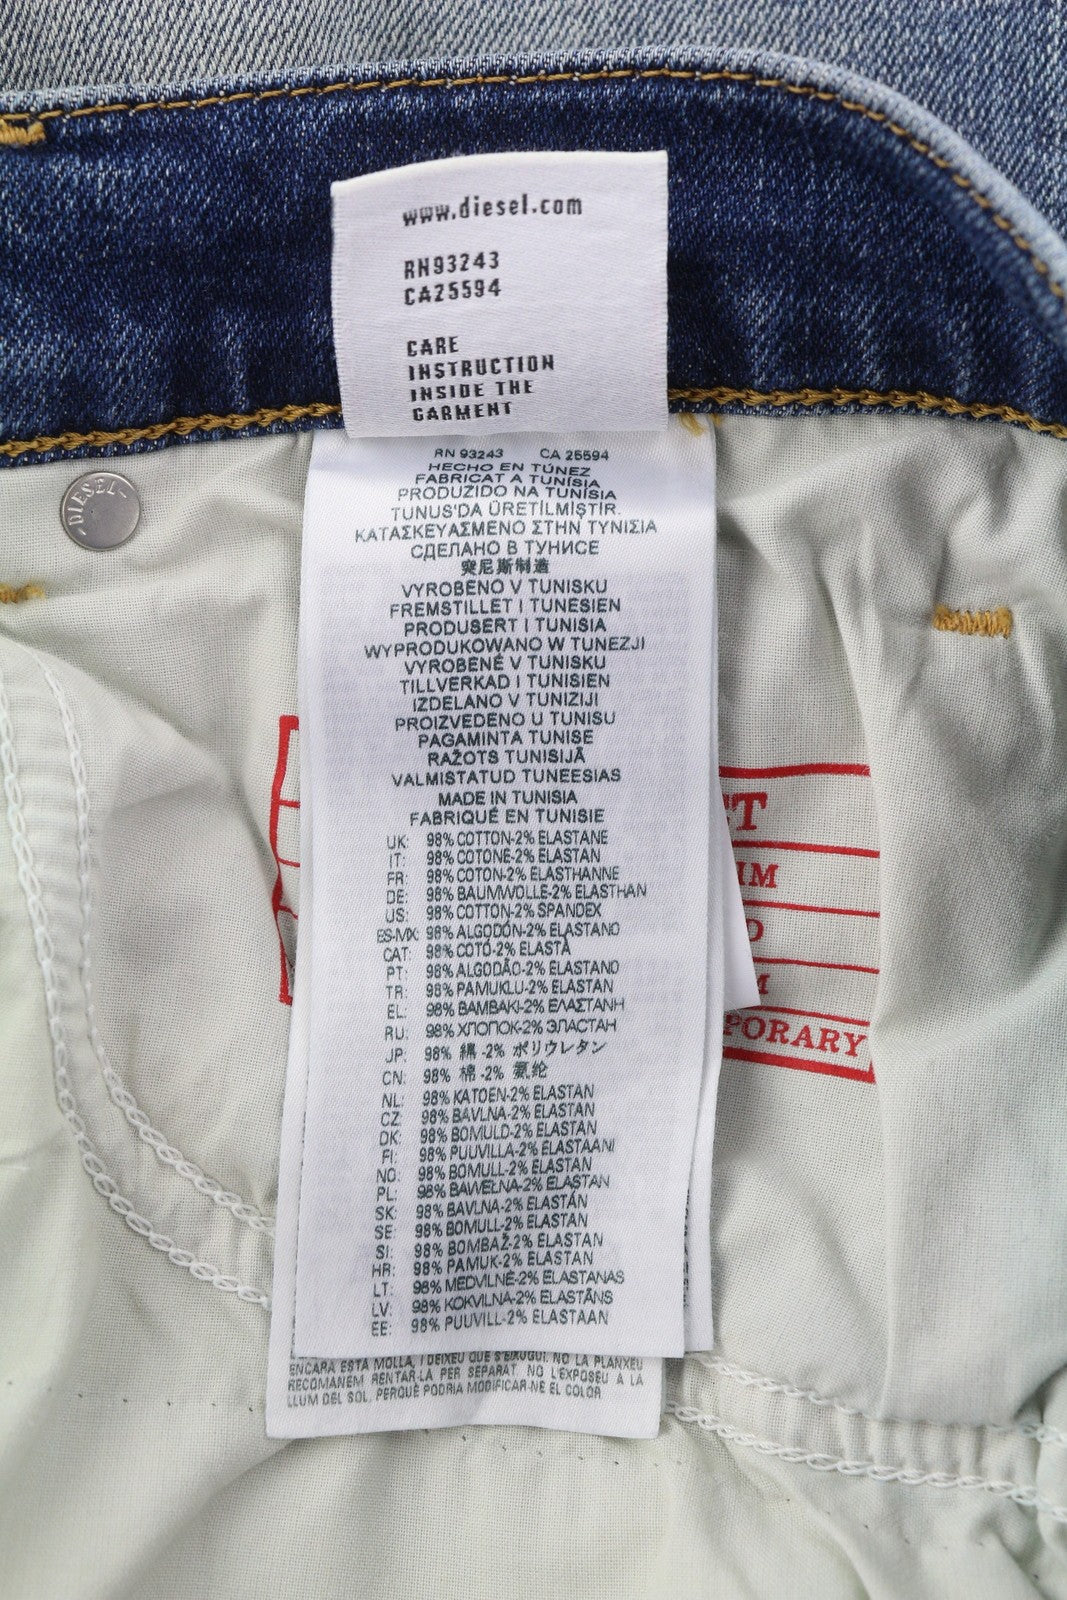 www.diesel.com
RN93243
CA25594
CARE
INSTRUCTION
INSIDE THE
GARMENT
RN 93243 CA 25594
HECHO EN TÚNEZ
FABRICAT A TUNÍSIA
PRODUZIDO NA TUNÍSIA
TUNUS'DA ÜRETİLMİŞTİR.
ΚΑΤΑΣΚΕΥΑΣΜΕΝΟ ΣΤΗΝ ΤΥΝΙΣΙΑ
СДЕЛАНО В ТУНИСЕ
突尼斯制造
VYROBENO V TUNISKU
FREMSTILLET I TUNESIEN
PRODUSERT I TUNISIA
WYPRODUKOWANO W TUNEZJI
VYROBENÉ V TUNISKU
TILLVERKAD I TUNISIEN
IZDELANO V TUNIZIJI
PROIZVEDENO U TUNISU
PAGAMINTA TUNISE
RAŽOTS TUNISIJĀ
VALMISTATUD TUNEESIAS
MADE IN TUNISIA
FABRIQUÉ EN TUNISIE
UK: 98% COTTON-2% ELASTANE
IT: 98% COTONE-2% ELASTAN
FR: 98% COTON-2% ELASTHANNE
DE: 98% BAUMWOLLE-2% ELASTHAN
US: 98% COTTON-2% SPANDEX
ES-MX: 98% ALGODÓN-2% ELASTANO
CAT: 98% COTÓ-2% ELASTÀ
PT: 98% ALGODÃO-2% ELASTANO
TR: 98% PAMUKLU-2% ELASTAN
EL: 98% ΒΑΜΒΑΚΙ-2% ΕΛΑΣΤΑΝΗ
RU: 98% ХЛОПОК-2% ЭЛАСТАН
JP: 98% 綿 -2% ポリウレタン
CN: 98% 棉 -2% 氨纶
NL: 98% KATOEN-2% ELASTAN
CZ: 98% BAVLNA-2% ELASTAN
DK: 98% BOMULD-2% ELASTAN
FI: 98% PUUVILLA-2% ELASTAANI
NO: 98% BOMULL-2% ELASTAN
PL: 98% BAWEŁNA-2% ELASTAN
SK: 98% BAVLNA-2% ELASTÁN
SE: 98% BOMULL-2% ELASTAN
SI: 98% BOMBAŽ-2% ELASTAN
HR: 98% PAMUK-2% ELASTAN
LT: 98% MEDVILNĖ-2% ELASTANAS
LV: 98% KOKVILNA-2% ELASTĀNS
EE: 98% PUUVILL-2% ELASTAAN
ENCARA ESTÀ MOLLA, I DEIXEU QUE S'EIXUGUI. NO LA PLANXEU
RECOMANEM RENTAR-LA PER SEPARAT. NO L'EXPOSEU A LA
LLUM DEL SOL, PERQUÈ PODRIA MODIFICAR-NE EL COLOR
DIESEL
FT
IM
O
M
PORARY